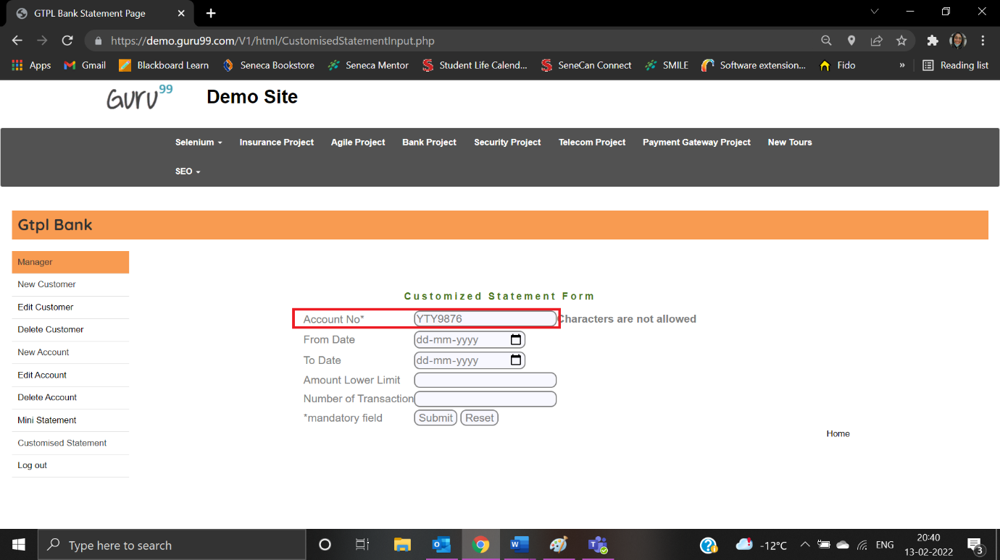 GTPL Bank Statement Page
https://demo.guru99.com/V1/html/CustomisedStatementInput.php
Apps Gmail Blackboard Learn Seneca Bookstore Seneca Mentor Student Life Calend... SeneCan Connect SMILE Software extension... Fido » Reading list
Guru99 Demo Site
Selenium Insurance Project Agile Project Bank Project Security Project Telecom Project Payment Gateway Project New Tours
SEO
Gtpl Bank
Manager
New Customer
Edit Customer
Delete Customer
New Account
Edit Account
Delete Account
Mini Statement
Customised Statement
Log out
Customized Statement Form
Account No* YTY9876 Characters are not allowed
From Date dd-mm-yyyy
To Date dd-mm-yyyy
Amount Lower Limit
Number of Transaction
*mandatory field Submit Reset
Home
Type here to search
-12°C
ENG
20:40
13-02-2022
3